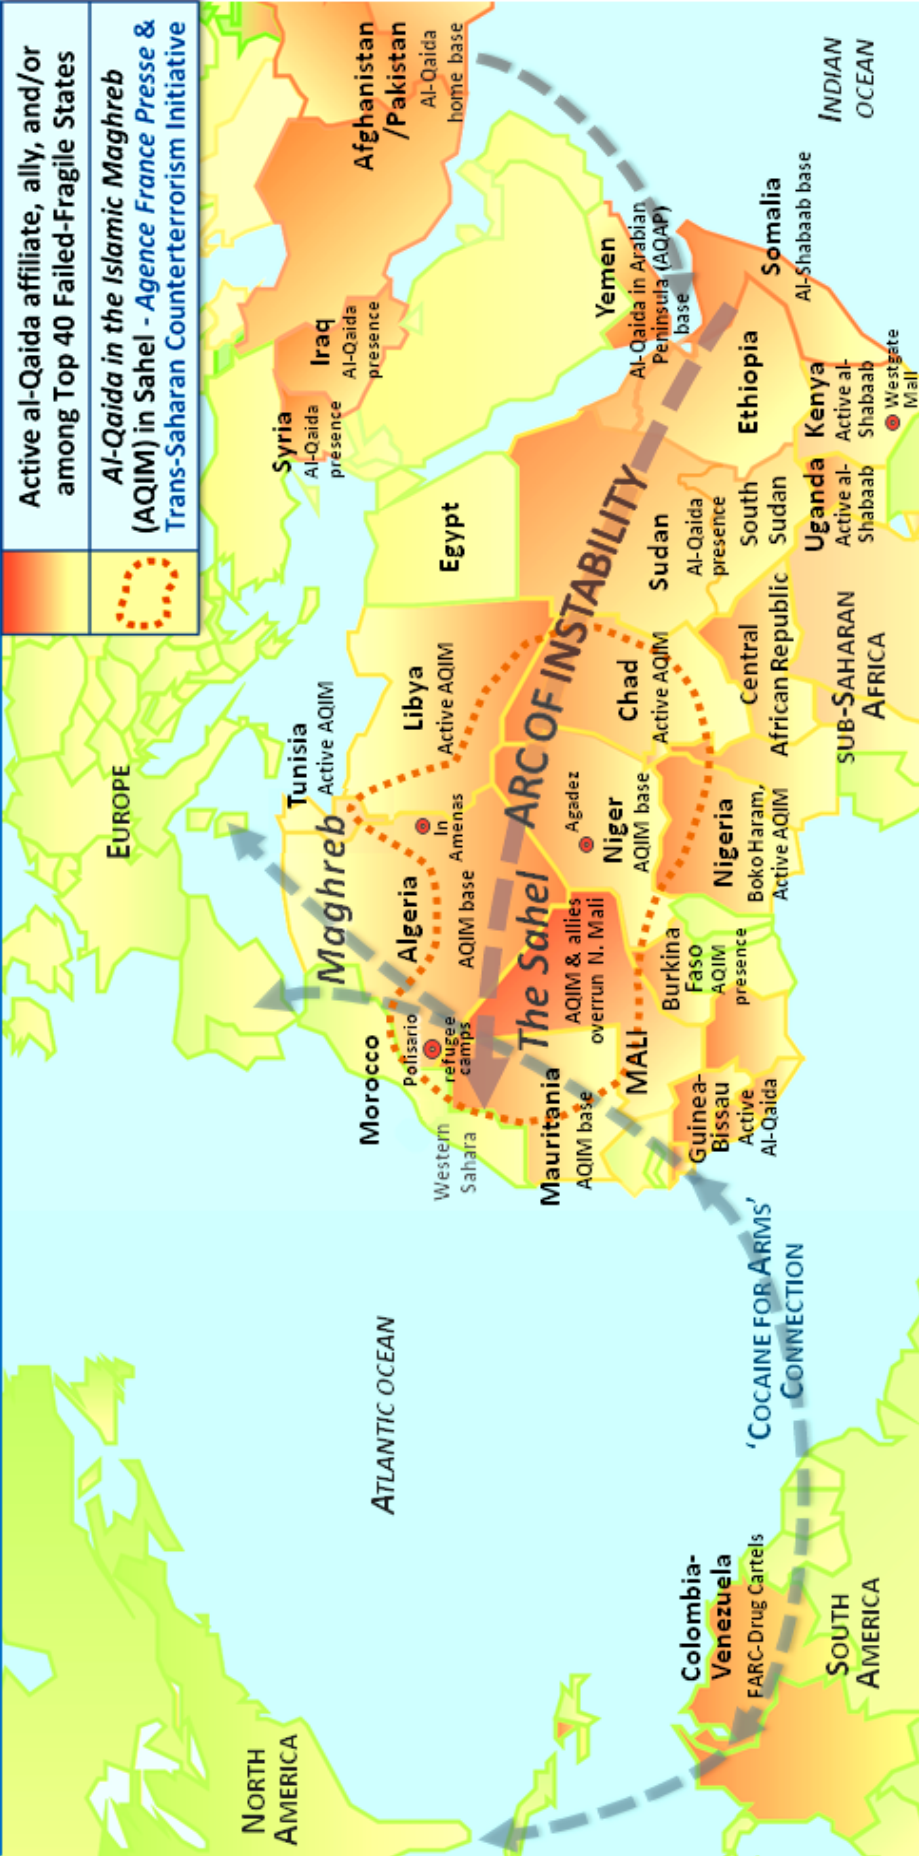 Active al-Qaida affiliate, ally, and/or
among Top 40 Failed-Fragile States
Al-Qaida in the Islamic Maghreb
(AQIM) in Sahel - Agence France Presse &
Trans-Saharan Counterterrorism Initiative
NORTH
AMERICA
ATLANTIC OCEAN
EUROPE
Colombia-
Venezuela
FARC-Drug Cartels
SOUTH
AMERICA
‘COCAINE FOR ARMS’
CONNECTION
Morocco
Western
Sahara
Polisario
refugee
camps
Maghreb
Algeria
AQIM base
In
Amenas
Tunisia
Active AQIM
Libya
Active AQIM
Egypt
Syria
Al-Qaida
presence
Iraq
Al-Qaida
presence
Afghanistan
/Pakistan
Al-Qaida
home base
The Sahel
ARC OF INSTABILITY
Mauritania
AQIM base
AQIM & allies
overrun N. Mali
MALI
Agadez
Niger
AQIM base
Chad
Active AQIM
Sudan
Al-Qaida
presence
South
Sudan
Yemen
Al-Qaida in Arabian
Peninsula (AQAP)
base
Guinea-
Bissau
Active
Al-Qaida
Burkina
Faso
AQIM
presence
Nigeria
Boko Haram,
Active AQIM
Central
African Republic
SUB-SAHARAN
AFRICA
Ethiopia
Uganda
Active al-
Shabaab
Kenya
Active al-
Shabaab
Westgate
Mall
Somalia
Al-Shabaab base
INDIAN
OCEAN